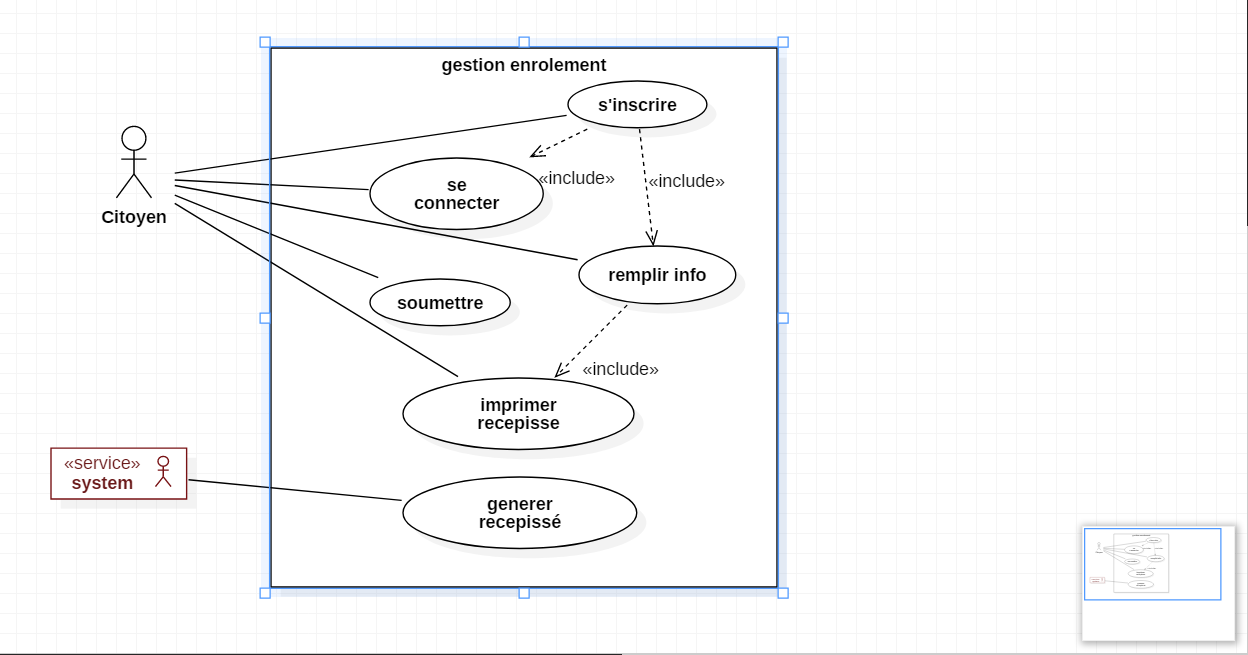 gestion enrolement
s'inscrire
se
connecter
«include»
«include»
Citoyen
remplir info
soumettre
«include»
imprimer
recepisse
«service»
system
generer
recepissé